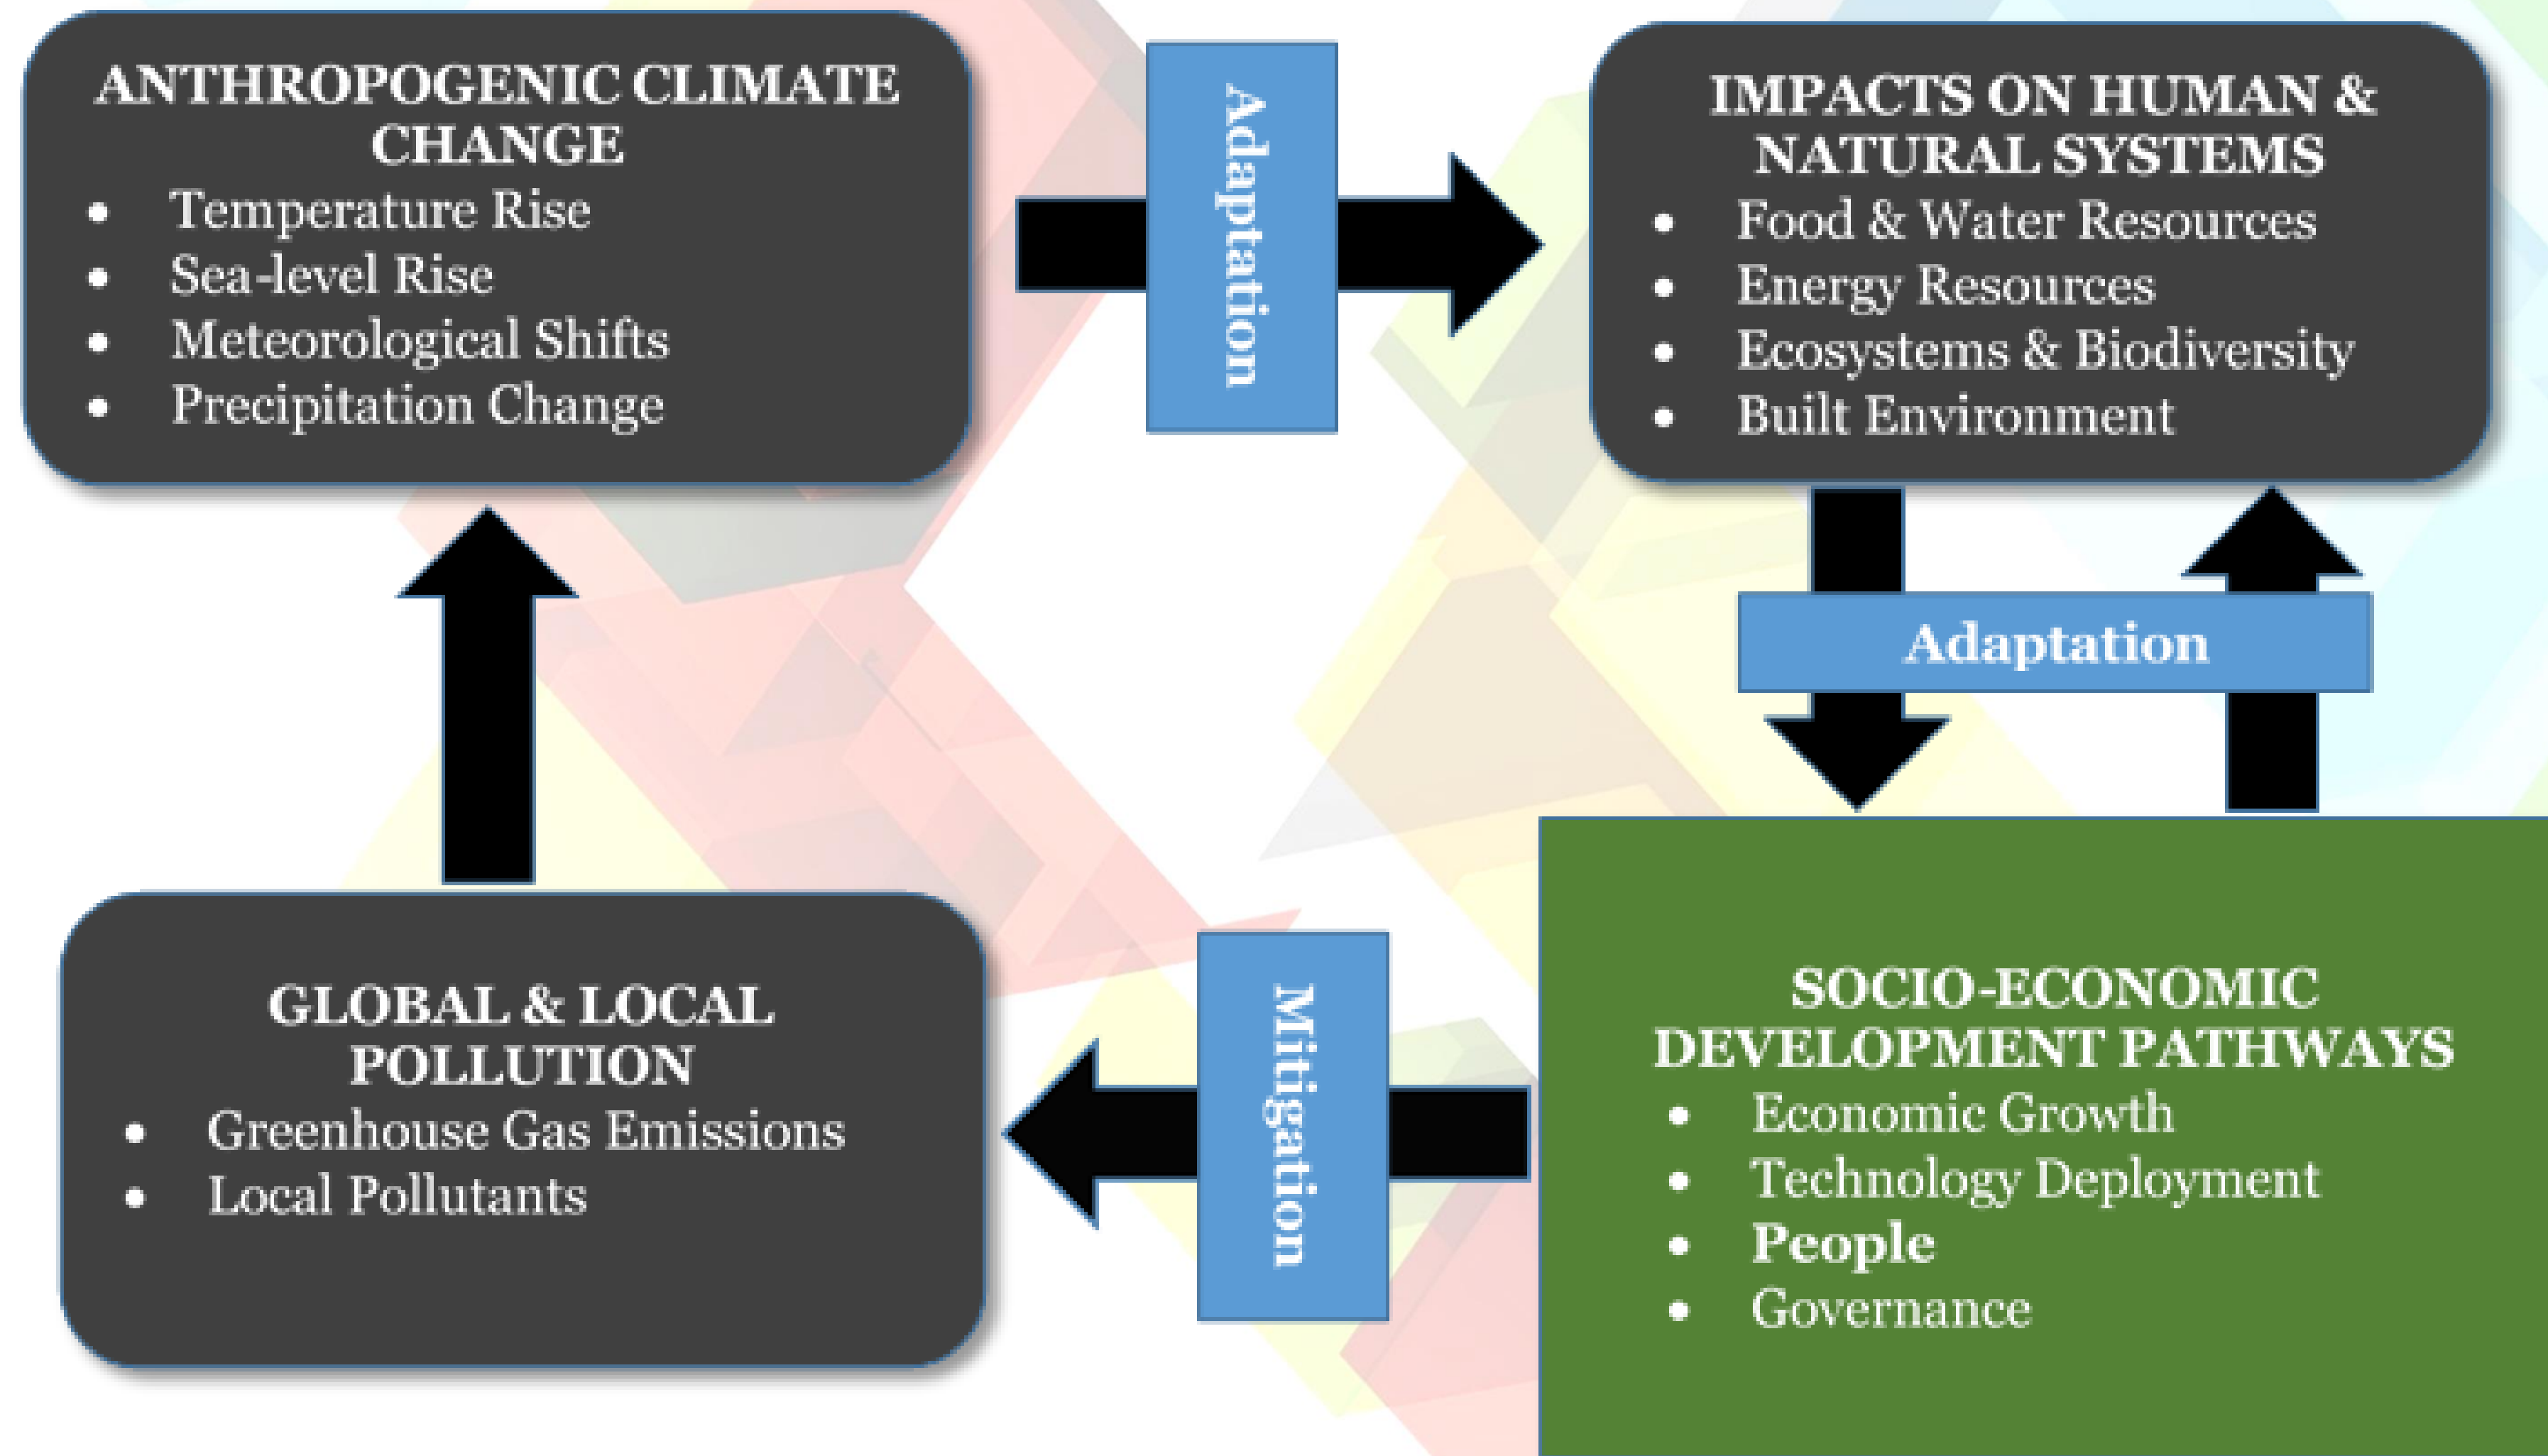 ANTHROPOGENIC CLIMATE
CHANGE
• Temperature Rise
• Sea-level Rise
• Meteorological Shifts
• Precipitation Change
Adaptation
IMPACTS ON HUMAN &
NATURAL SYSTEMS
• Food & Water Resources
• Energy Resources
• Ecosystems & Biodiversity
• Built Environment
Adaptation
GLOBAL & LOCAL
POLLUTION
• Greenhouse Gas Emissions
• Local Pollutants
Mitigation
SOCIO-ECONOMIC
DEVELOPMENT PATHWAYS
• Economic Growth
• Technology Deployment
• People
• Governance